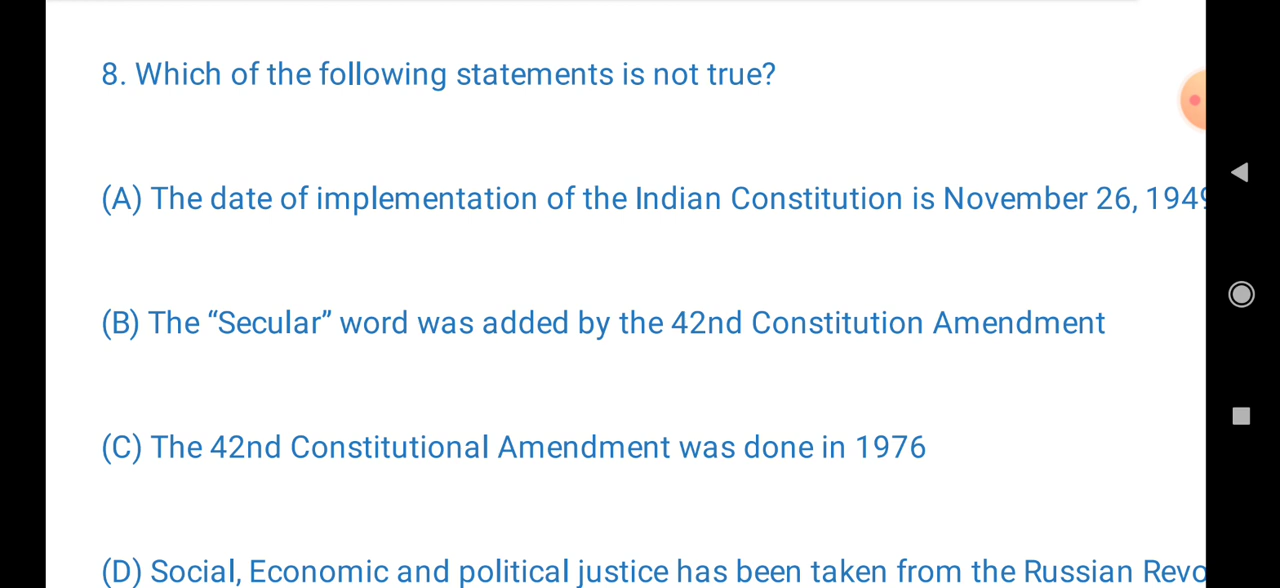 8. Which of the following statements is not true?
(A) The date of implementation of the Indian Constitution is November 26, 1949
(B) The “Secular” word was added by the 42nd Constitution Amendment
(C) The 42nd Constitutional Amendment was done in 1976
(D) Social, Economic and political justice has been taken from the Russian